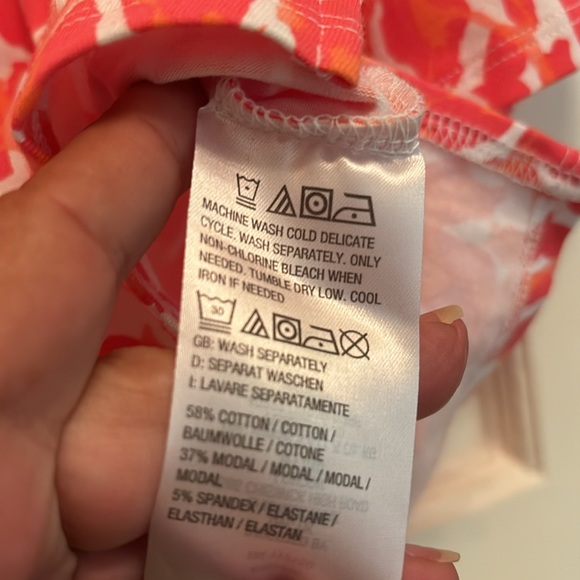 MACHINE WASH COLD DELICATE
CYCLE. WASH SEPARATELY. ONLY
NON-CHLORINE BLEACH WHEN
NEEDED. TUMBLE DRY LOW. COOL
IRON IF NEEDED
30
GB: WASH SEPARATELY
D: SEPARAT WASCHEN
I: LAVARE SEPARATAMENTE
58% COTTON / COTTON /
BAUMWOLLE / COTONE
37% MODAL / MODAL / MODAL /
MODAL
5% SPANDEX / ELASTANE /
ELASTHAN / ELASTAN